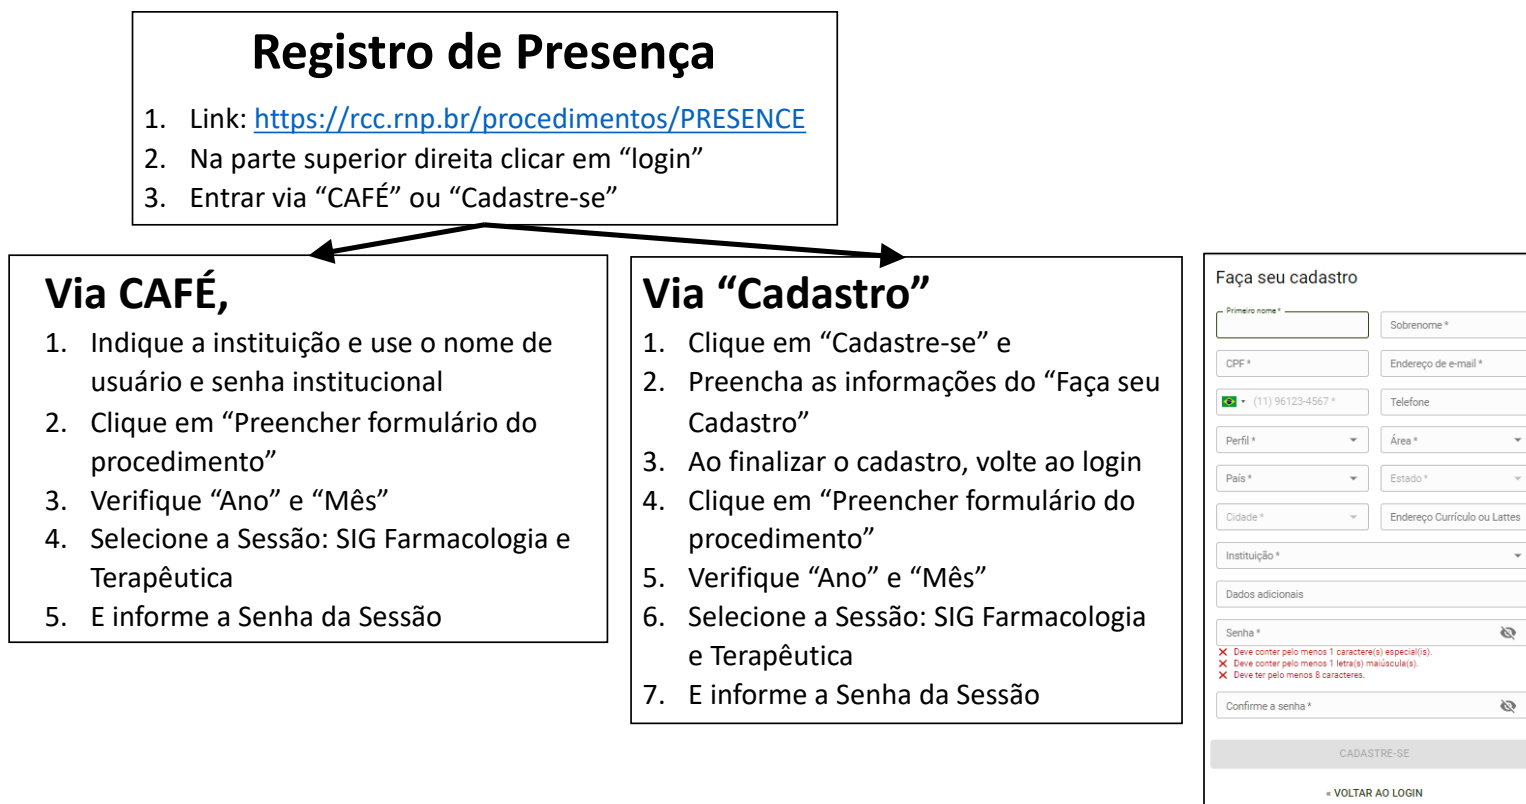 Registro de Presença
1. Link: https://rcc.rnp.br/procedimentos/PRESENCE
2. Na parte superior direita clicar em “login”
3. Entrar via “CAFÉ” ou “Cadastre-se”
Via CAFÉ,
1. Indique a instituição e use o nome de
usuário e senha institucional
2. Clique em “Preencher formulário do
procedimento”
3. Verifique “Ano” e “Mês”
4. Selecione a Sessão: SIG Farmacologia e
Terapêutica
5. E informe a Senha da Sessão
Via “Cadastro”
1. Clique em “Cadastre-se” e
2. Preencha as informações do “Faça seu
Cadastro”
3. Ao finalizar o cadastro, volte ao login
4. Clique em “Preencher formulário do
procedimento”
5. Verifique “Ano” e “Mês”
6. Selecione a Sessão: SIG Farmacologia
e Terapêutica
7. E informe a Senha da Sessão
Faça seu cadastro
Primeiro nome *
Sobrenome *
CPF *
Endereço de e-mail *
(11) 96123-4567 *
Telefone
Perfil *
Área *
País *
Estado *
Cidade *
Endereço Currículo ou Lattes
Instituição *
Dados adicionais
Senha *
Deve conter pelo menos 1 caractere(s) especial(is).
Deve conter pelo menos 1 letra(s) maiúscula(s).
Deve ter pelo menos 8 caracteres.
Confirme a senha *
CADASTRE-SE
« VOLTAR AO LOGIN